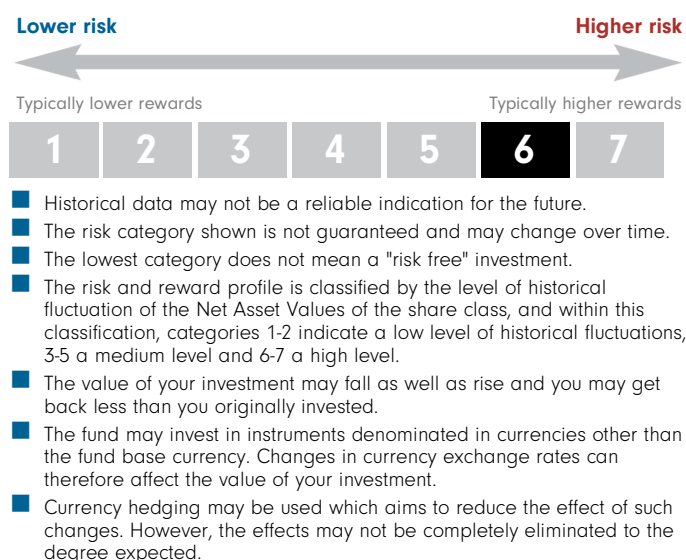 Lower risk Higher risk
Typically lower rewards Typically higher rewards
1 2 3 4 5 6 7
Historical data may not be a reliable indication for the future.
The risk category shown is not guaranteed and may change over time.
The lowest category does not mean a "risk free" investment.
The risk and reward profile is classified by the level of historical
fluctuation of the Net Asset Values of the share class, and within this
classification, categories 1-2 indicate a low level of historical fluctuations,
3-5 a medium level and 6-7 a high level.
The value of your investment may fall as well as rise and you may get
back less than you originally invested.
The fund may invest in instruments denominated in currencies other than
the fund base currency. Changes in currency exchange rates can
therefore affect the value of your investment.
Currency hedging may be used which aims to reduce the effect of such
changes. However, the effects may not be completely eliminated to the
degree expected.